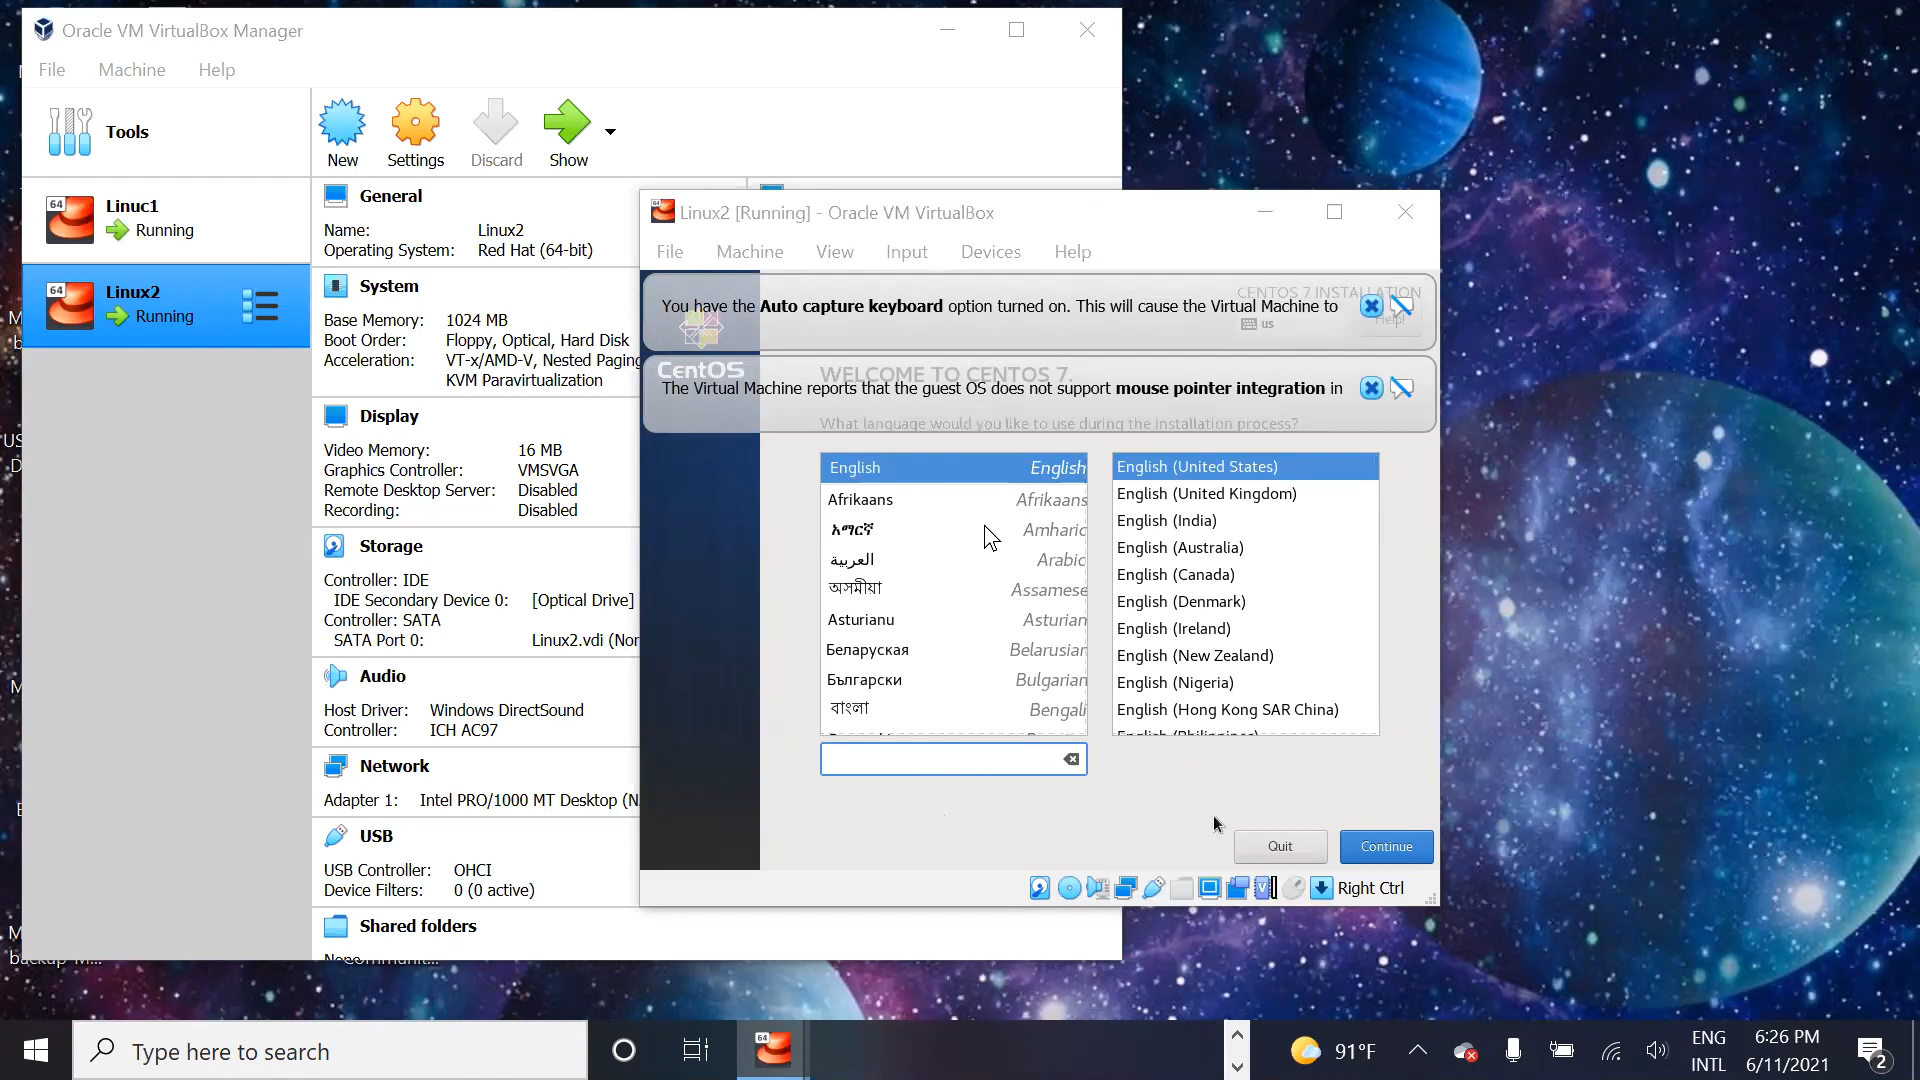 Oracle VM VirtualBox Manager
File Machine Help
Tools
New Settings Discard Show
64 Linuc1
Running
64 Linux2
Running
General
Name: Linux2
Operating System: Red Hat (64-bit)
System
Base Memory: 1024 MB
Boot Order: Floppy, Optical, Hard Disk
Acceleration: VT-x/AMD-V, Nested Paging
KVM Paravirtualization
Display
Video Memory: 16 MB
Graphics Controller: VMSVGA
Remote Desktop Server: Disabled
Recording: Disabled
Storage
Controller: IDE
IDE Secondary Device 0: [Optical Drive]
Controller: SATA
SATA Port 0: Linux2.vdi (Nor
Audio
Host Driver: Windows DirectSound
Controller: ICH AC97
Network
Adapter 1: Intel PRO/1000 MT Desktop (N
USB
USB Controller: OHCI
Device Filters: 0 (0 active)
Shared folders
64 Linux2 [Running] - Oracle VM VirtualBox
File Machine View Input Devices Help
CENTOS 7 INSTALLATION
You have the Auto capture keyboard option turned on. This will cause the Virtual Machine to
us Help!
CentOS
WELCOME TO CENTOS 7.
The Virtual Machine reports that the guest OS does not support mouse pointer integration in
What language would you like to use during the installation process?
English English
Afrikaans Afrikaans
አማርኛ Amharic
العربية Arabic
অসমীয়া Assamese
Asturianu Asturian
Беларуская Belarusian
Български Bulgarian
বাংলা Bengali
English (United States)
English (United Kingdom)
English (India)
English (Australia)
English (Canada)
English (Denmark)
English (Ireland)
English (New Zealand)
English (Nigeria)
English (Hong Kong SAR China)
English (Philippines)
Quit Continue
Right Ctrl
Type here to search
64
91°F
ENG
INTL
6:26 PM
6/11/2021
2